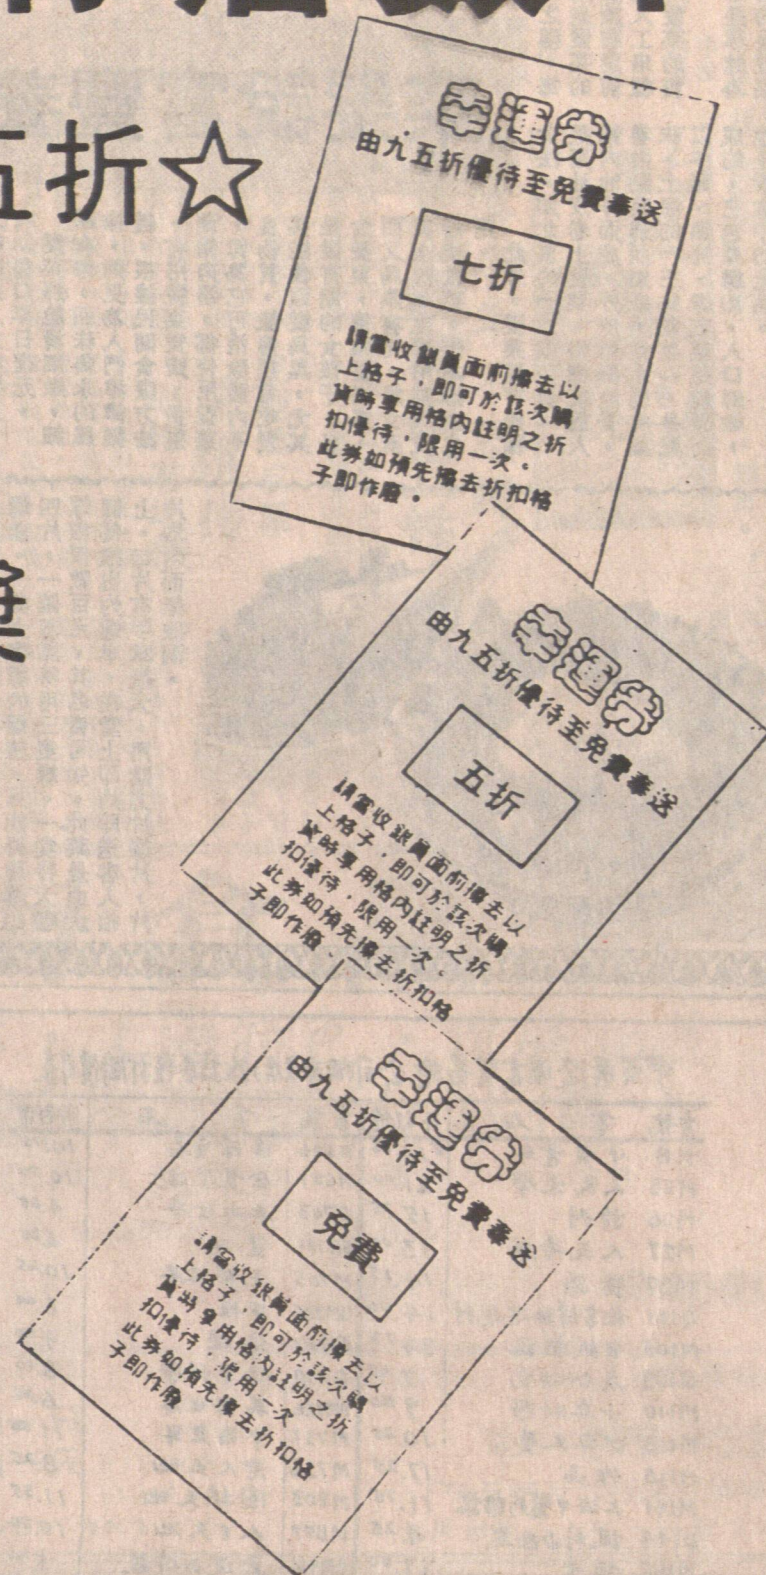 五折☆
幸運券
由九五折優待至免費奉送
七折
請當收銀員面前擦去以
上格子，即可於該次購
貨時享用格內註明之折
扣優待，限用一次。
此券如預先擦去折扣格
子即作廢。
幸運券
由九五折優待至免費奉送
五折
請當收銀員面前擦去以
上格子，即可於該次購
貨時享用格內註明之折
扣優待，限用一次。
此券如預先擦去折扣格
子即作廢。
幸運券
由九五折優待至免費奉送
免費
請當收銀員面前擦去以
上格子，即可於該次購
貨時享用格內註明之折
扣優待，限用一次
此券如預先擦去折扣格
子即作廢